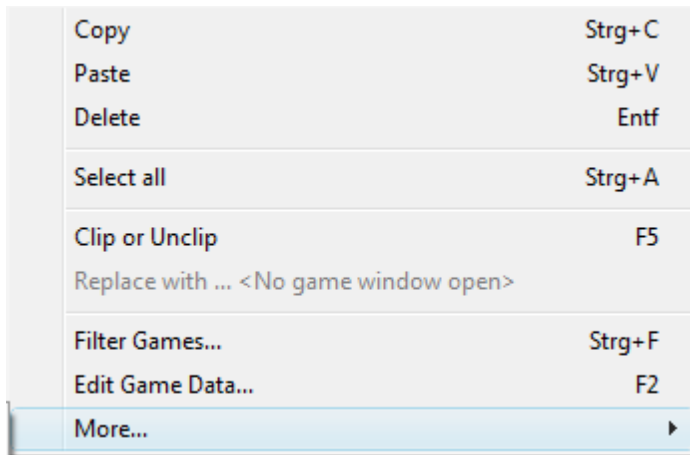 Copy Strg+C
Paste Strg+V
Delete Entf
Select all Strg+A
Clip or Unclip F5
Replace with ... <No game window open>
Filter Games... Strg+F
Edit Game Data... F2
More...